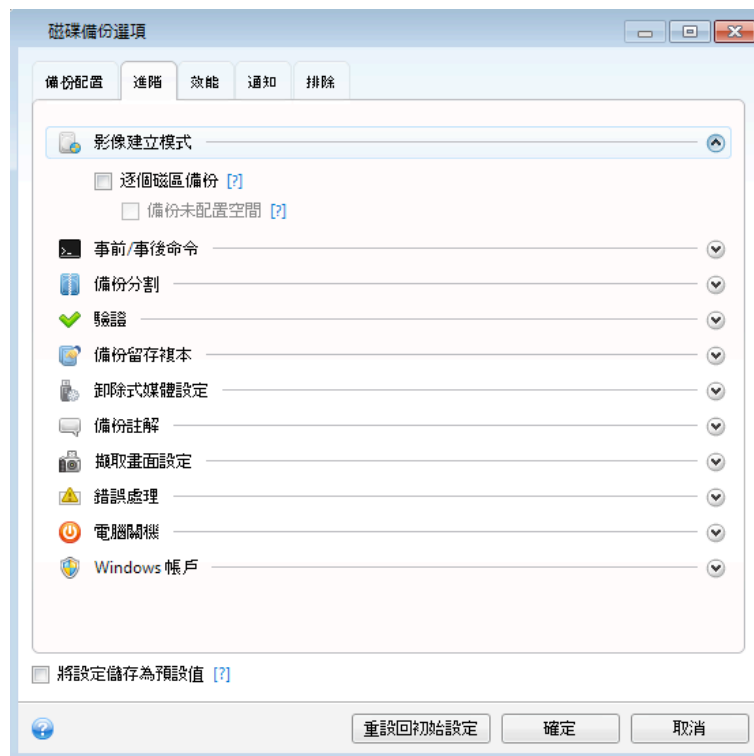 磁碟備份選項
備份配置 進階 效能 通知 排除
影像建立模式
逐個磁區備份 [?]
備份未配置空間 [?]
事前/事後命令
備份分割
驗證
備份留存複本
卸除式媒體設定
備份註解
擷取畫面設定
錯誤處理
電腦關機
Windows 帳戶
將設定儲存為預設值 [?]
重設回初始設定 確定 取消